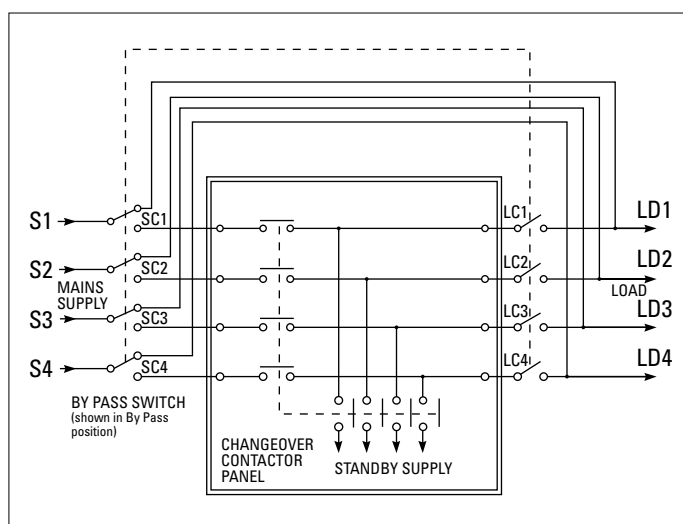 S1
SC1
LC1
LD1
S2
SC2
LC2
LD2
MAINS
SUPPLY
LOAD
S3
SC3
LC3
LD3
S4
SC4
LC4
LD4
BY PASS SWITCH
(shown in By Pass
position)
CHANGEOVER
CONTACTOR
PANEL
STANDBY SUPPLY